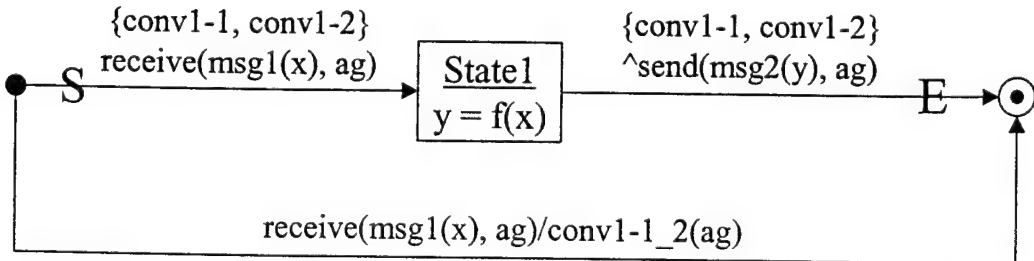 {conv1-1, conv1-2}
receive(msg1(x), ag)
S
State1
y = f(x)
{conv1-1, conv1-2}
^send(msg2(y), ag)
E
receive(msg1(x), ag)/conv1-1_2(ag)